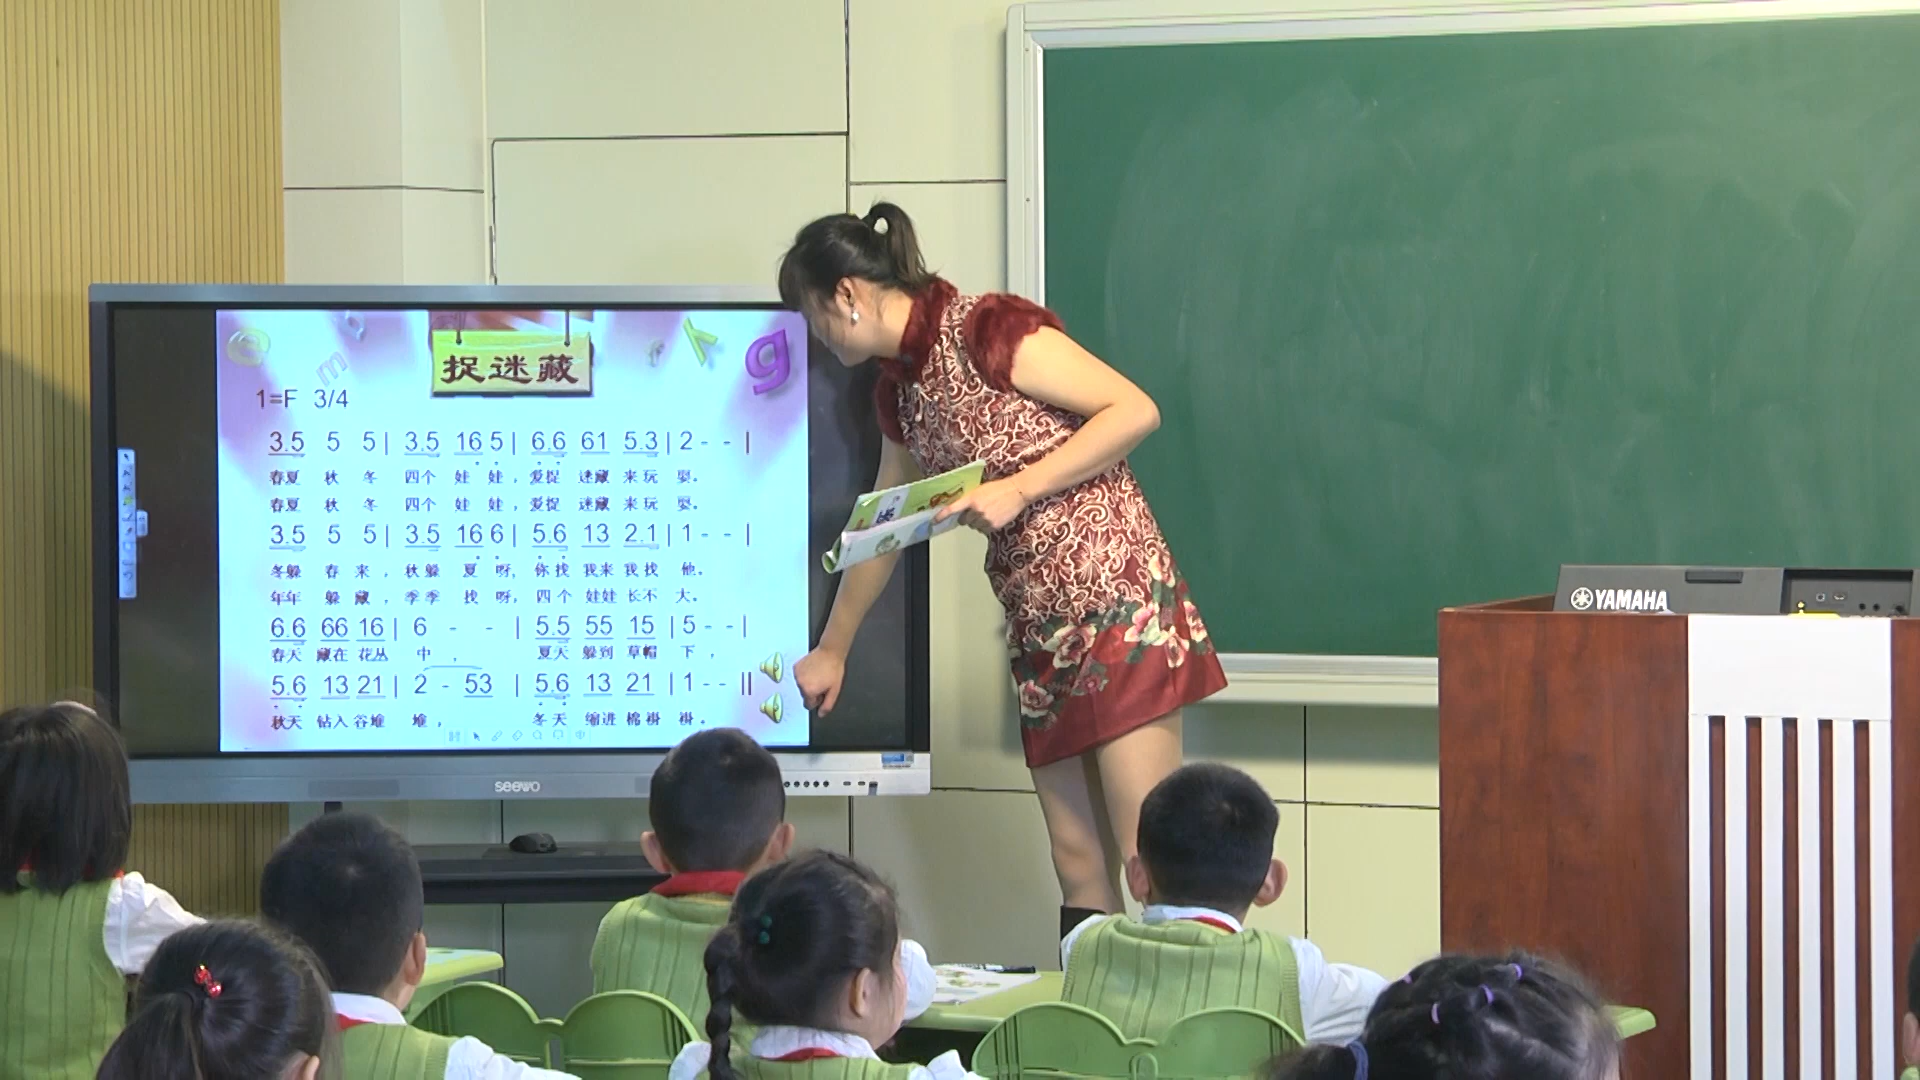 捉迷藏
1=F 3/4
3.5 5 5 | 3.5 16 5 | 6.6 61 5.3 | 2 - - |
春夏 秋 冬 四个 娃 娃，爱捉 迷藏 来玩 耍。
春夏 秋 冬 四个 娃 娃，爱捉 迷藏 来玩 耍。
3.5 5 5 | 3.5 16 6 | 5.6 13 2.1 | 1 - - |
冬躲 春 来，秋躲 夏 呀，你找 我来 我找 他。
年年 躲 藏，季季 找 呀，四个 娃娃 长不 大。
6.6 66 16 | 6 - - | 5.5 55 15 | 5 - - |
春天 藏在 花丛 中， 夏天 躲到 草帽 下，
5.6 13 21 | 2 - 53 | 5.6 13 21 | 1 - - ||
秋天 钻入 谷堆 堆， 冬天 缩进 棉褂 褂。
seewo
YAMAHA